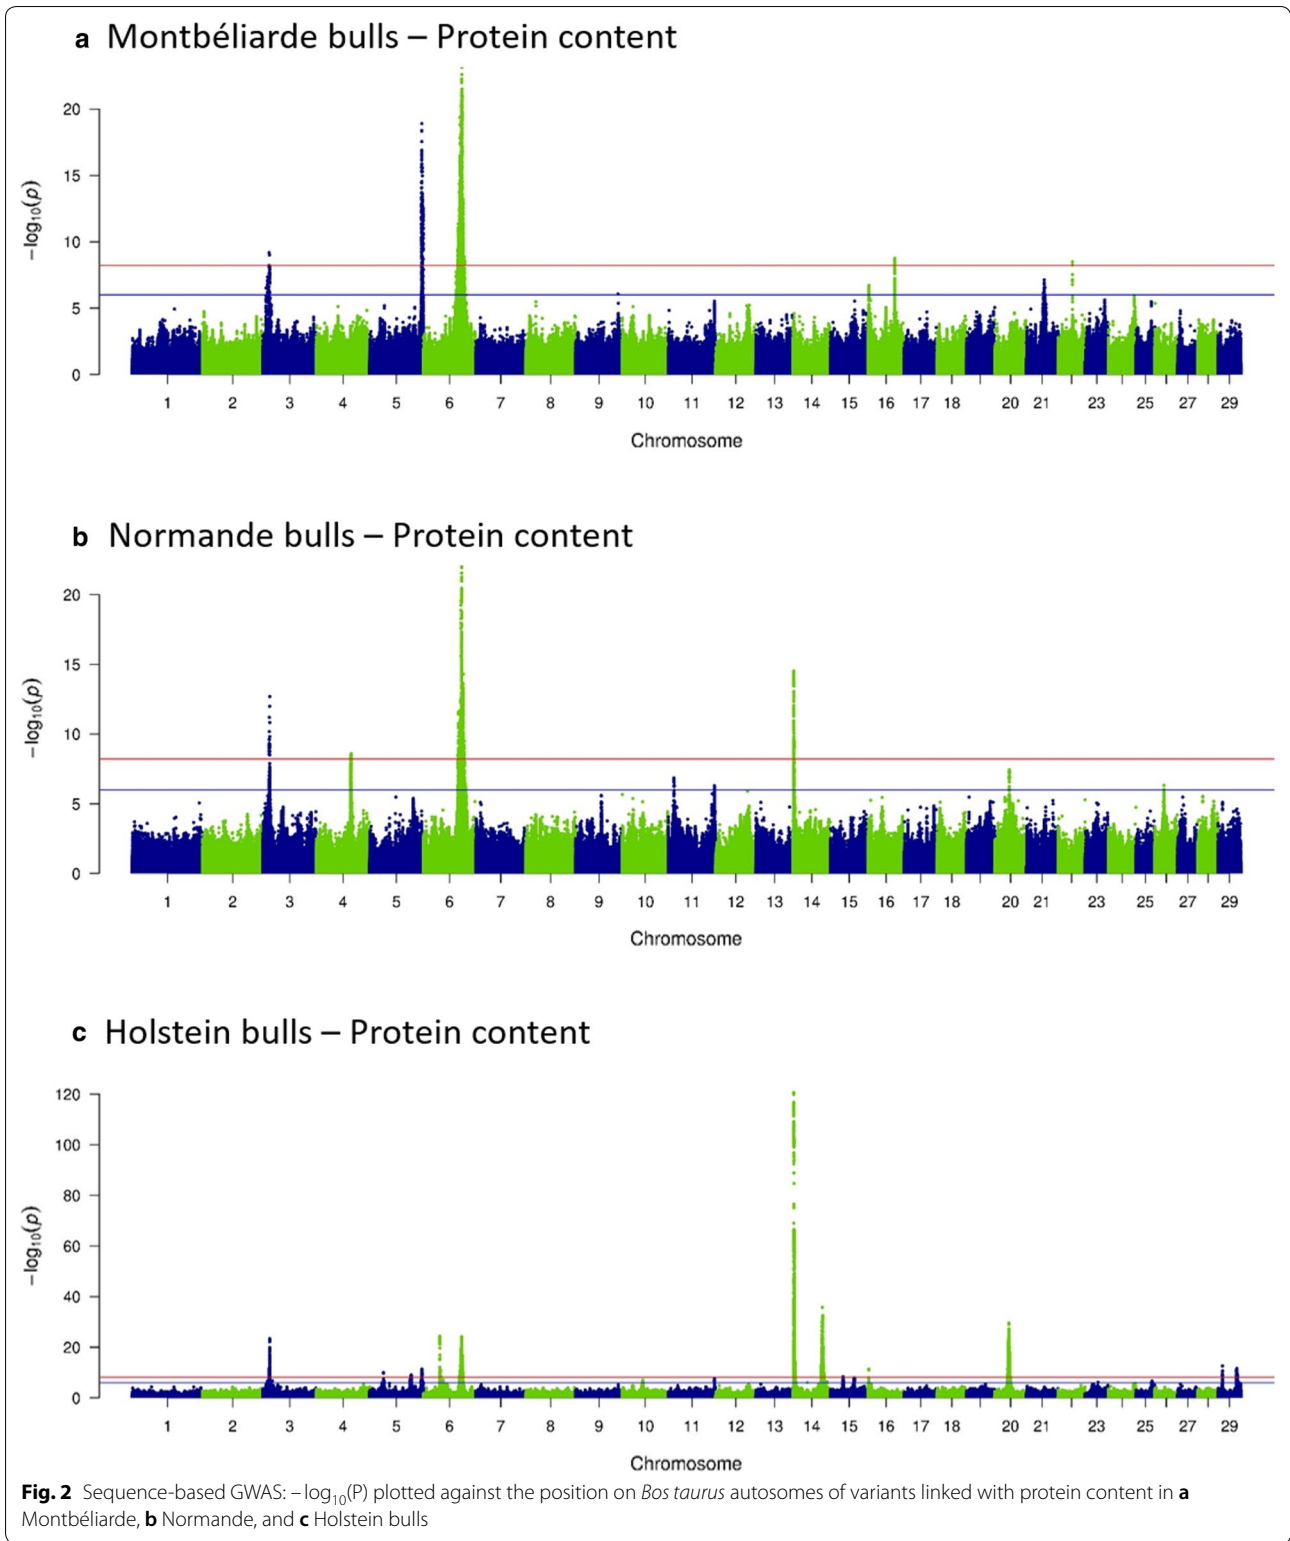 a Montbéliarde bulls – Protein content
20
15
10
5
0
−log10(p)
1 2 3 4 5 6 7 8 9 10 11 12 13 14 15 16 17 18 20 21 23 25 27 29
Chromosome
b Normande bulls – Protein content
20
15
10
5
0
−log10(p)
1 2 3 4 5 6 7 8 9 10 11 12 13 14 15 16 17 18 20 21 23 25 27 29
Chromosome
c Holstein bulls – Protein content
120
100
80
60
40
20
0
−log10(p)
1 2 3 4 5 6 7 8 9 10 11 12 13 14 15 16 17 18 20 21 23 25 27 29
Chromosome
Fig. 2 Sequence-based GWAS: −log10(P) plotted against the position on Bos taurus autosomes of variants linked with protein content in a
Montbéliarde, b Normande, and c Holstein bulls